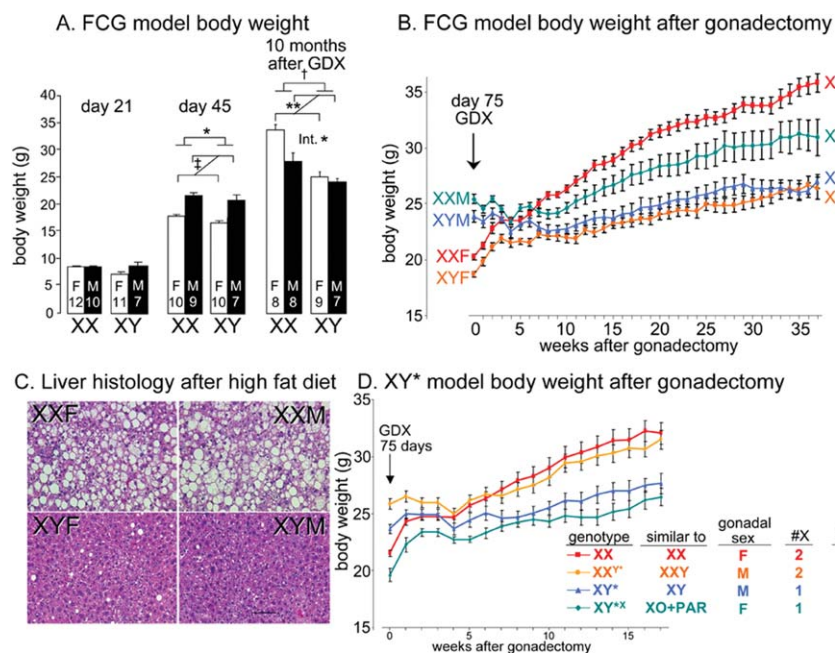 A. FCG model body weight
10 months
after GDX
day 21
day 45
†
*
**
‡
Int. *
body weight (g)
40
35
30
25
20
15
10
5
0
F
12
M
10
F
11
M
7
F
10
M
9
F
10
M
7
F
8
M
8
F
9
M
7
XX
XY
XX
XY
XX
XY
B. FCG model body weight after gonadectomy
35
30
25
20
body weight (g)
day 75
GDX
XXM
XYM
XXF
XYF
X
X
X
X
0 5 10 15 20 25 30 35
weeks after gonadectomy
C. Liver histology after high fat diet
XXF
XXM
XYF
XYM
D. XY* model body weight after gonadectomy
35
30
25
20
15
body weight (g)
GDX
75 days
genotype similar to gonadal sex #X
XX XX F 2
XXY* XXY M 2
XY* XY M 1
XY*X XO+PAR F 1
0 5 10 15
weeks after gonadectomy